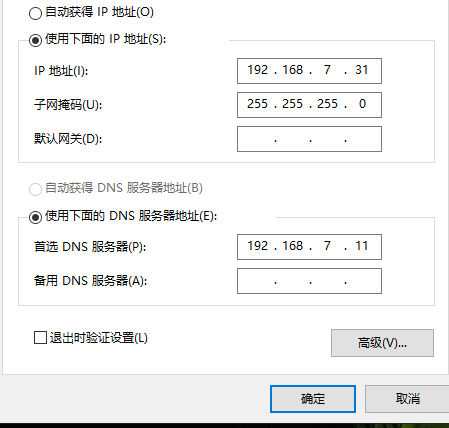 自动获得 IP 地址(O)
使用下面的 IP 地址(S):
IP 地址(I): 192 . 168 . 7 . 31
子网掩码(U): 255 . 255 . 255 . 0
默认网关(D): . . .
自动获得 DNS 服务器地址(B)
使用下面的 DNS 服务器地址(E):
首选 DNS 服务器(P): 192 . 168 . 7 . 11
备用 DNS 服务器(A): . . .
退出时验证设置(L)
高级(V)...
确定 取消